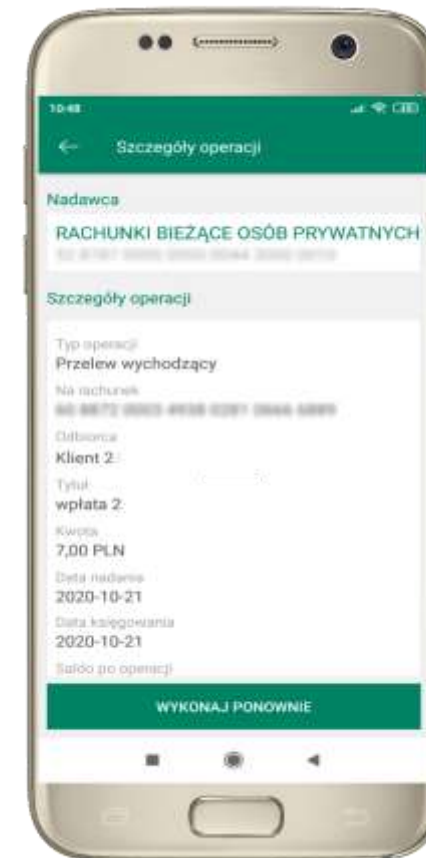 10:48
Szczegóły operacji
Nadawca
RACHUNKI BIEŻĄCE OSÓB PRYWATNYCH
Szczegóły operacji
Typ operacji
Przelew wychodzący
Na rachunek
Odbiorca
Klient 2
Tytuł
wpłata 2
Kwota
7,00 PLN
Data nadania
2020-10-21
Data księgowania
2020-10-21
Saldo po operacji
WYKONAJ PONOWNIE